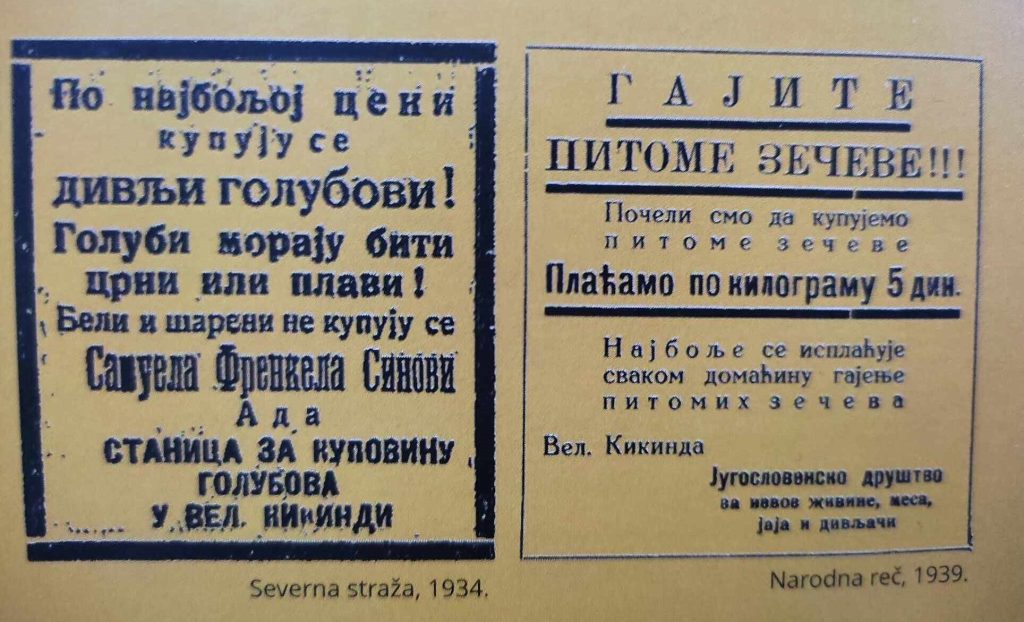 По најбољој цени
купују се
дивљи голубови!
Голуби морају бити
црни или плави!
Бели и шарени не купују се
Самуела Френкела Синови
Ада
СТАНИЦА ЗА КУПОВИНУ
ГОЛУБОВА
У ВЕЛ. КИКИНДИ
Severna straža, 1934.
ГАЈИТЕ
ПИТОМЕ ЗЕЧЕВЕ!!!
Почели смо да купујемо
питоме зечеве
Плаћамо по килограму 5 дин.
Најбоље се исплаћује
сваком домаћину гајење
питомих зечева
Вел. Кикинда
Југословенско друштво
за извоз живине, меса,
јаја и дивљачи
Narodna reč, 1939.